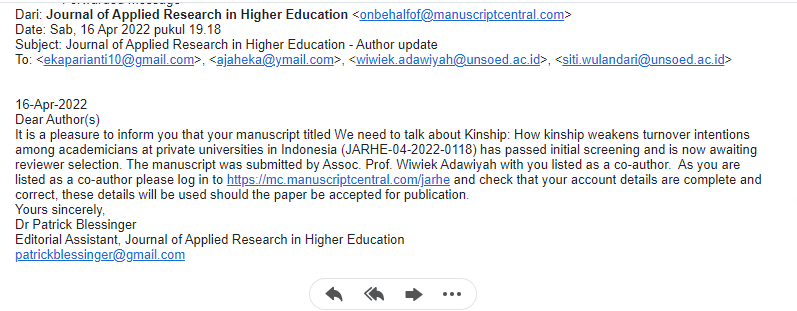 Forwarded message
Dari: Journal of Applied Research in Higher Education <onbehalfof@manuscriptcentral.com>
Date: Sab, 16 Apr 2022 pukul 19.18
Subject: Journal of Applied Research in Higher Education - Author update
To: <ekaparianti10@gmail.com>, <ajaheka@ymail.com>, <wiwiek.adawiyah@unsoed.ac.id>, <siti.wulandari@unsoed.ac.id>
16-Apr-2022
Dear Author(s)
It is a pleasure to inform you that your manuscript titled We need to talk about Kinship: How kinship weakens turnover intentions
among academicians at private universities in Indonesia (JARHE-04-2022-0118) has passed initial screening and is now awaiting
reviewer selection. The manuscript was submitted by Assoc. Prof. Wiwiek Adawiyah with you listed as a co-author.  As you are
listed as a co-author please log in to https://mc.manuscriptcentral.com/jarhe and check that your account details are complete and
correct, these details will be used should the paper be accepted for publication.
Yours sincerely,
Dr Patrick Blessinger
Editorial Assistant, Journal of Applied Research in Higher Education
patrickblessinger@gmail.com